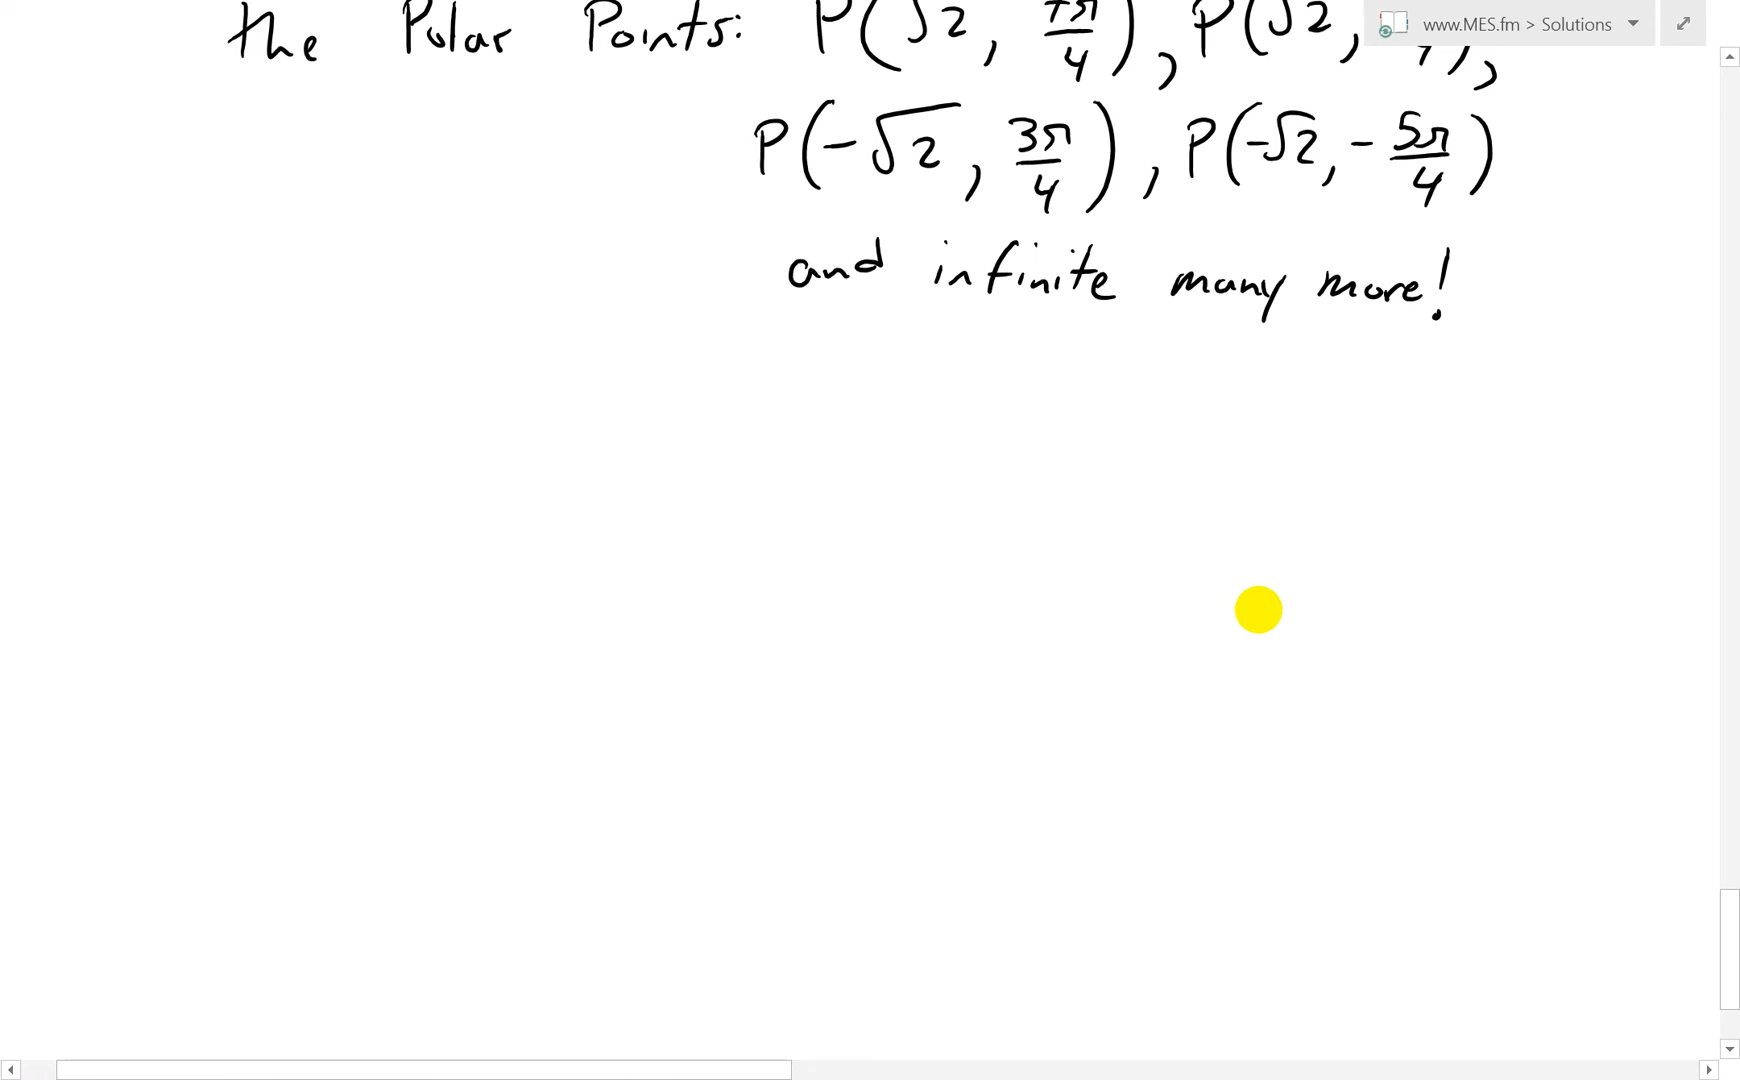 www.MES.fm > Solutions
the Polar Points: P(√2, 7π/4), P(√2, 4),
P(-√2, 3π/4), P(-√2, -5π/4)
and infinite many more!